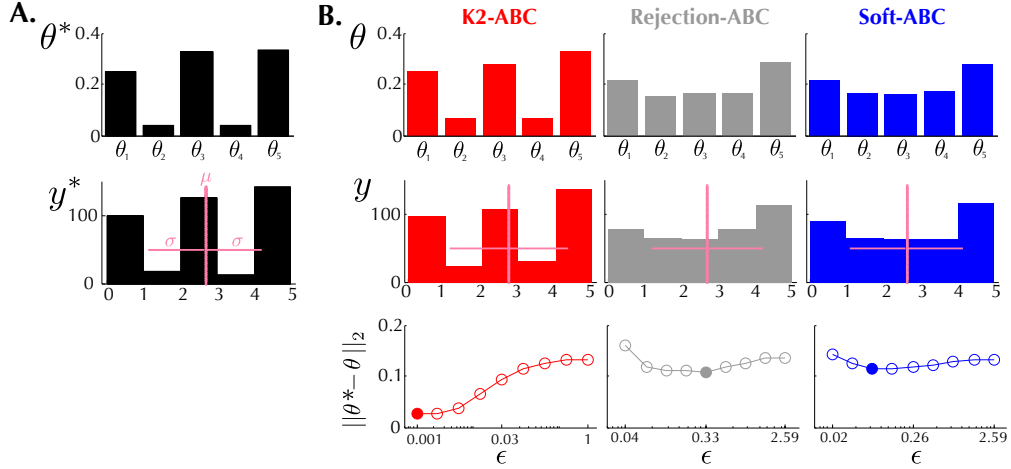 A.
B.
K2-ABC
Rejection-ABC
Soft-ABC
θ*
0.4
0.2
0
θ₁ θ₂ θ₃ θ₄ θ₅
θ
0.4
0.2
0
θ₁ θ₂ θ₃ θ₄ θ₅
θ₁ θ₂ θ₃ θ₄ θ₅
θ₁ θ₂ θ₃ θ₄ θ₅
y*
μ
σ σ
100
0
0 1 2 3 4 5
y
100
0
0 1 2 3 4 5
0 1 2 3 4 5
0 1 2 3 4 5
||θ*− θ ||₂
0.2
0.1
0
0.001 0.03 1
ϵ
0.04 0.33 2.59
ϵ
0.02 0.26 2.59
ϵ